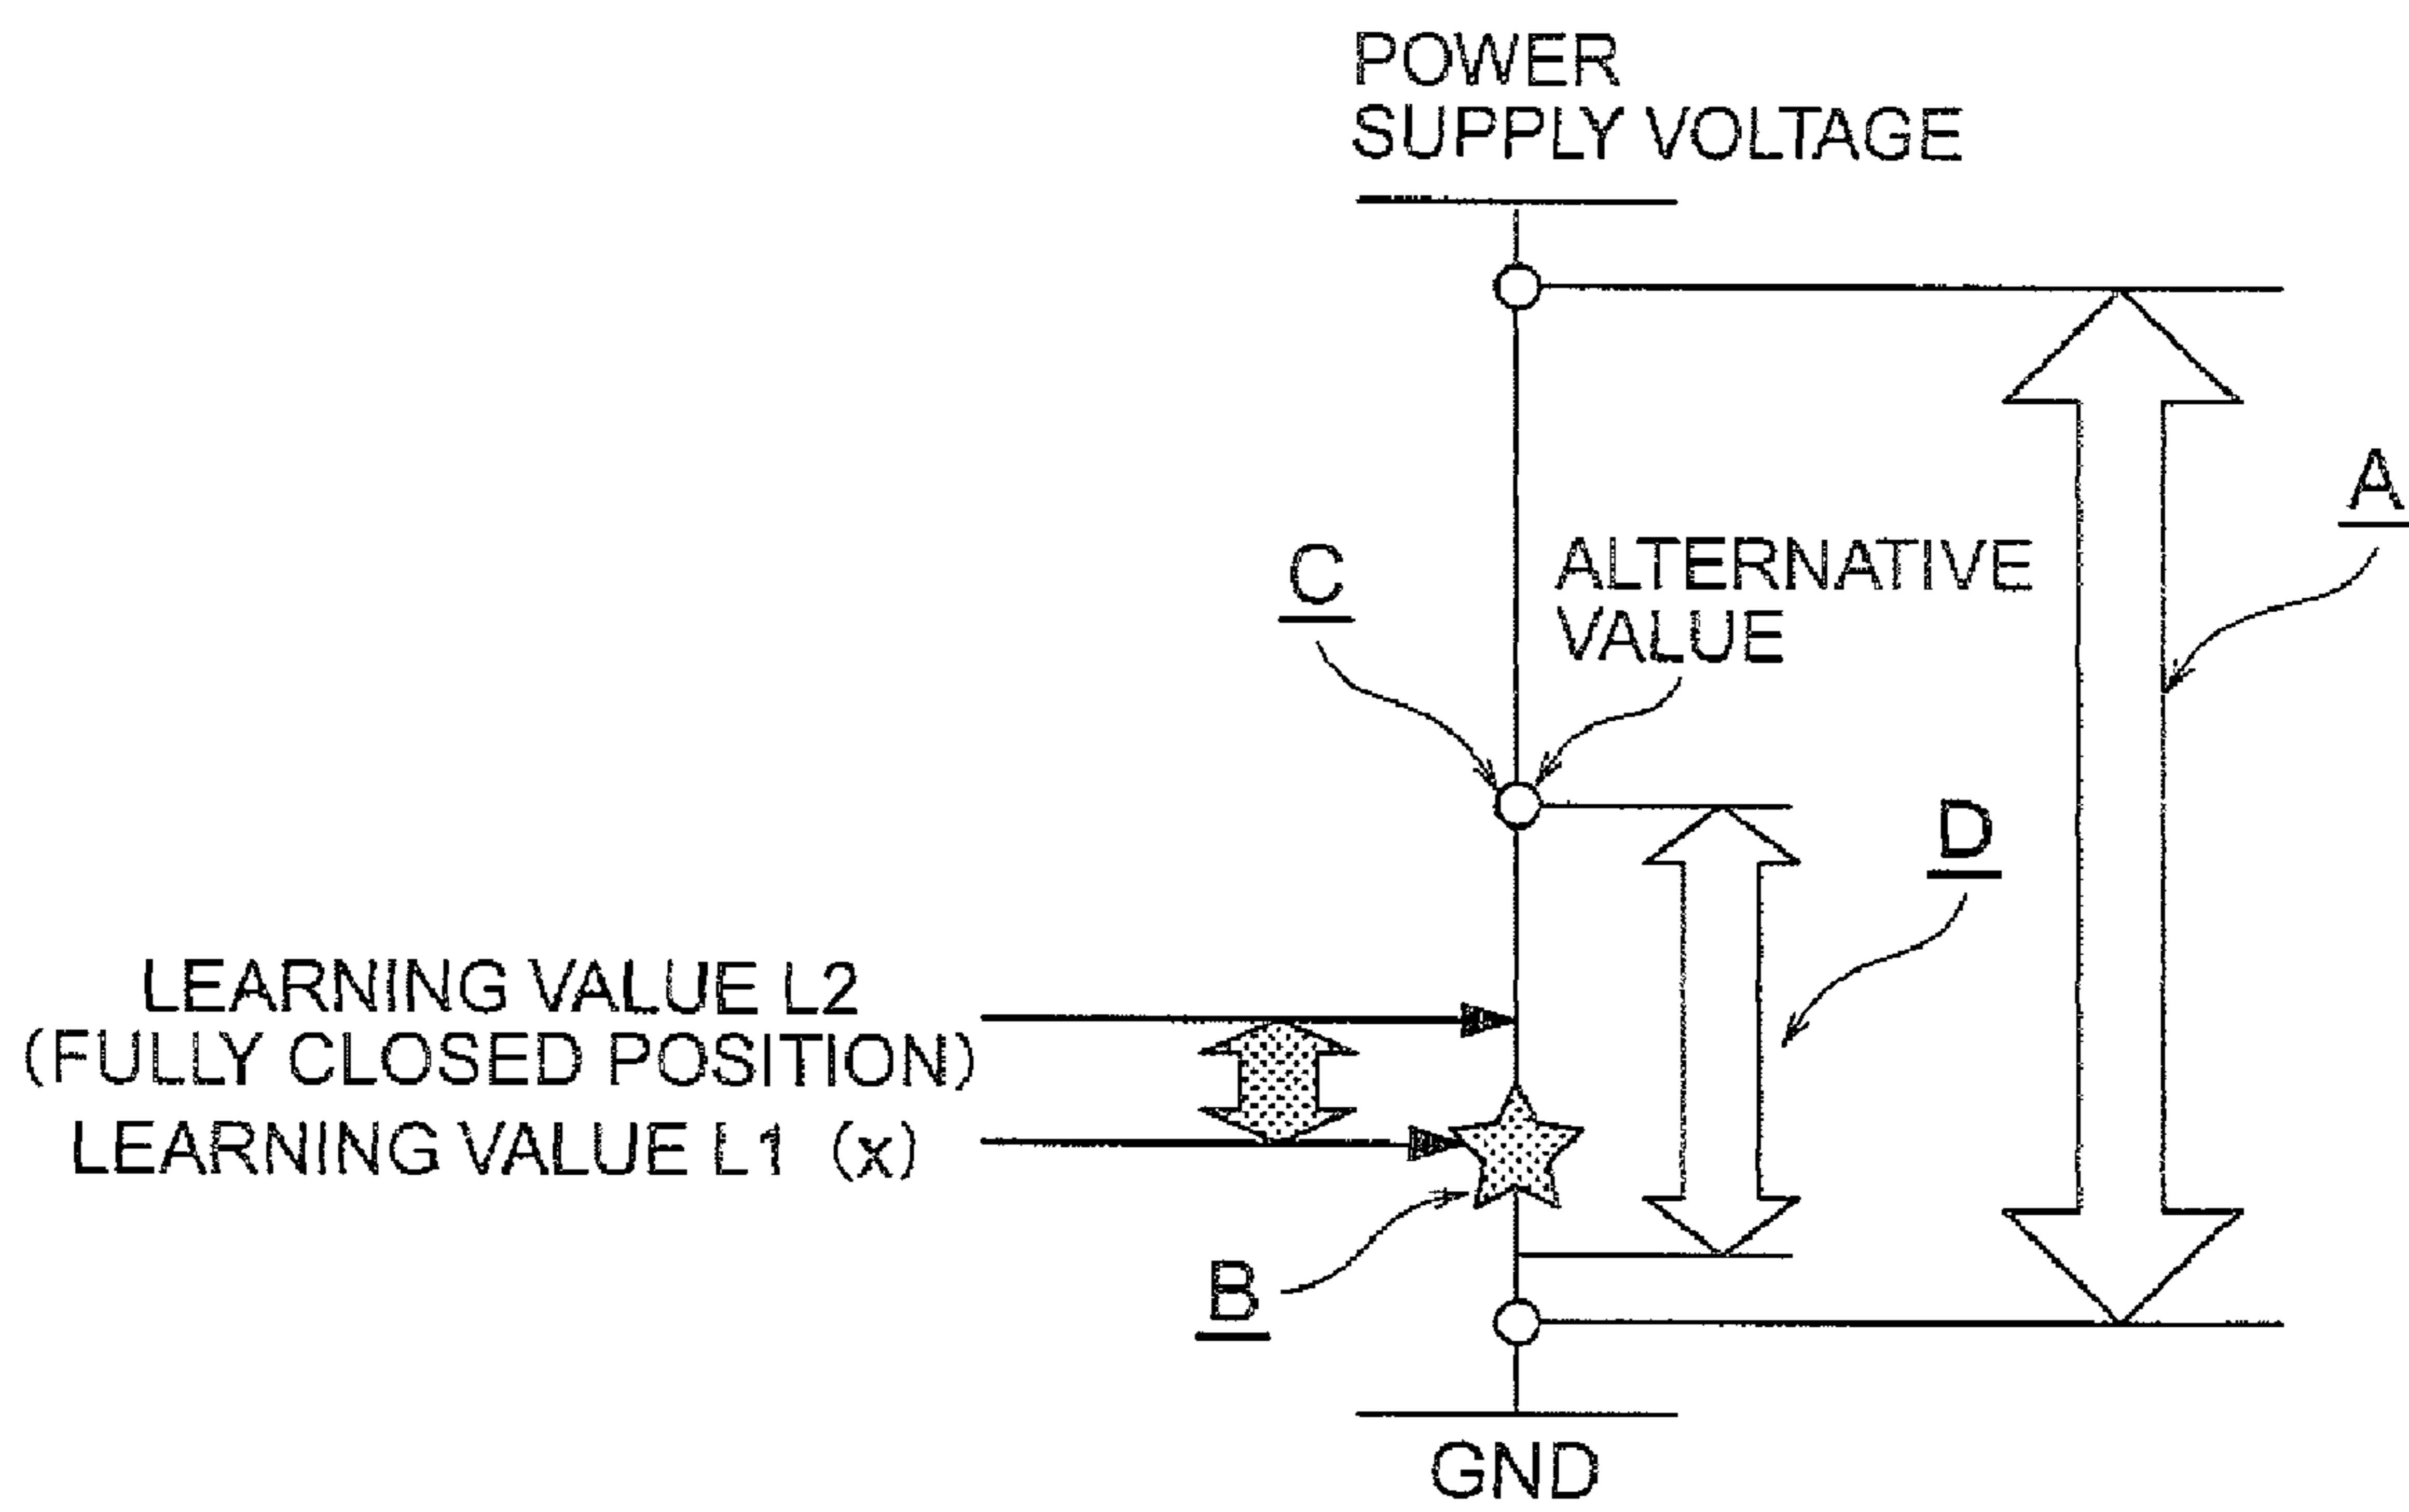 POWER
SUPPLY VOLTAGE
A
C
ALTERNATIVE
VALUE
D
LEARNING VALUE L2
(FULLY CLOSED POSITION)
LEARNING VALUE L1 (x)
B
GND